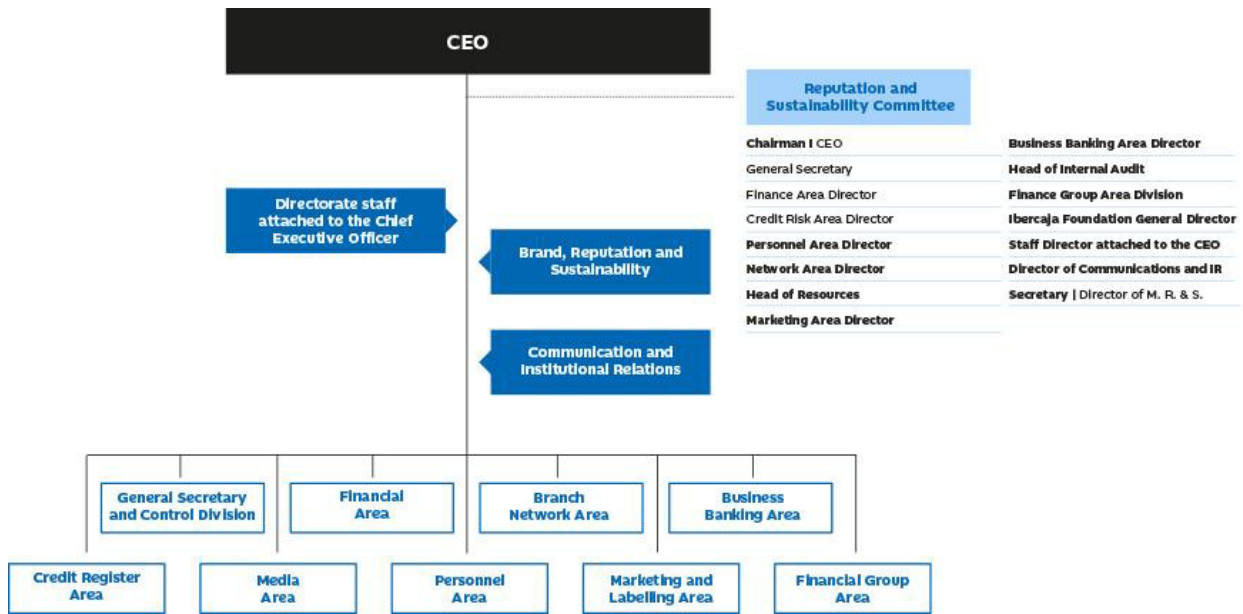 CEO
Reputation and
Sustainability Committee
Chairman | CEO
General Secretary
Finance Area Director
Credit Risk Area Director
Personnel Area Director
Network Area Director
Head of Resources
Marketing Area Director
Business Banking Area Director
Head of Internal Audit
Finance Group Area Division
Ibercaja Foundation General Director
Staff Director attached to the CEO
Director of Communications and IR
Secretary | Director of M. R. & S.
Directorate staff
attached to the Chief
Executive Officer
Brand, Reputation and
Sustainability
Communication and
Institutional Relations
General Secretary
and Control Division
Financial
Area
Branch
Network Area
Business
Banking Area
Credit Register
Area
Media
Area
Personnel
Area
Marketing and
Labelling Area
Financial Group
Area